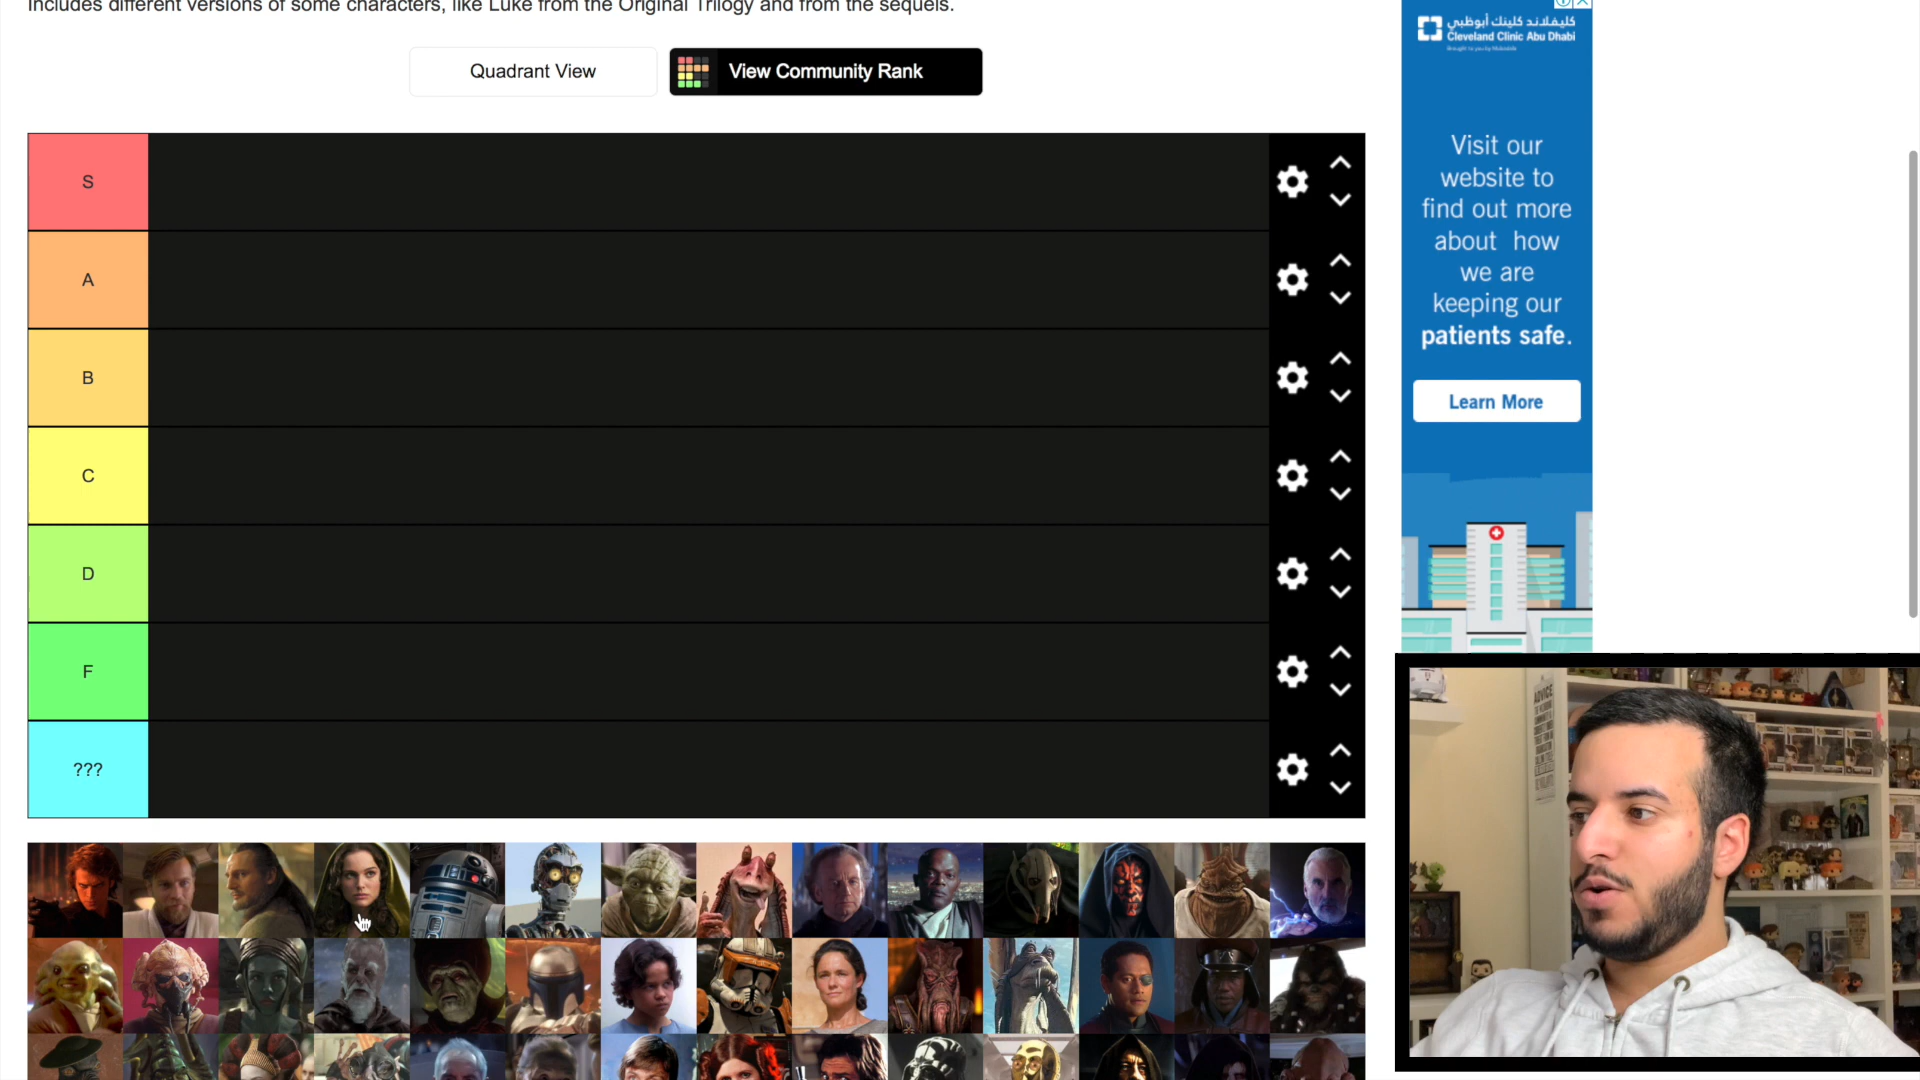 Includes different versions of some characters, like Luke from the Original Trilogy and from the sequels.
Quadrant View
View Community Rank
S
A
B
C
D
F
???
كليفلاند كلينك أبوظبي
Cleveland Clinic Abu Dhabi
Visit our
website to
find out more
about how
we are
keeping our
patients safe.
Learn More
ADVICE